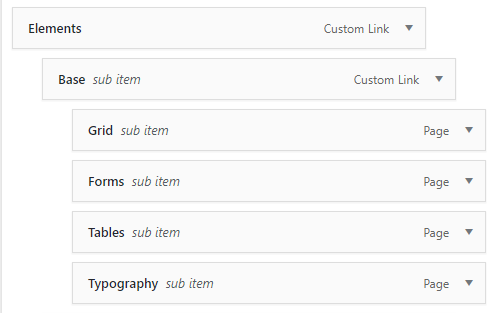 Elements Custom Link
Base sub item Custom Link
Grid sub item Page
Forms sub item Page
Tables sub item Page
Typography sub item Page